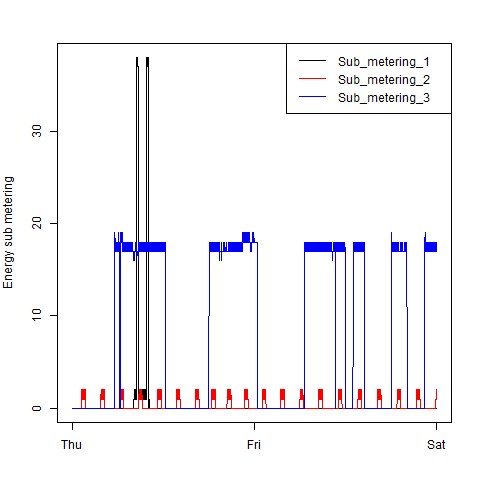 Sub_metering_1
Sub_metering_2
Sub_metering_3
Energy sub metering
30
20
10
0
Thu Fri Sat